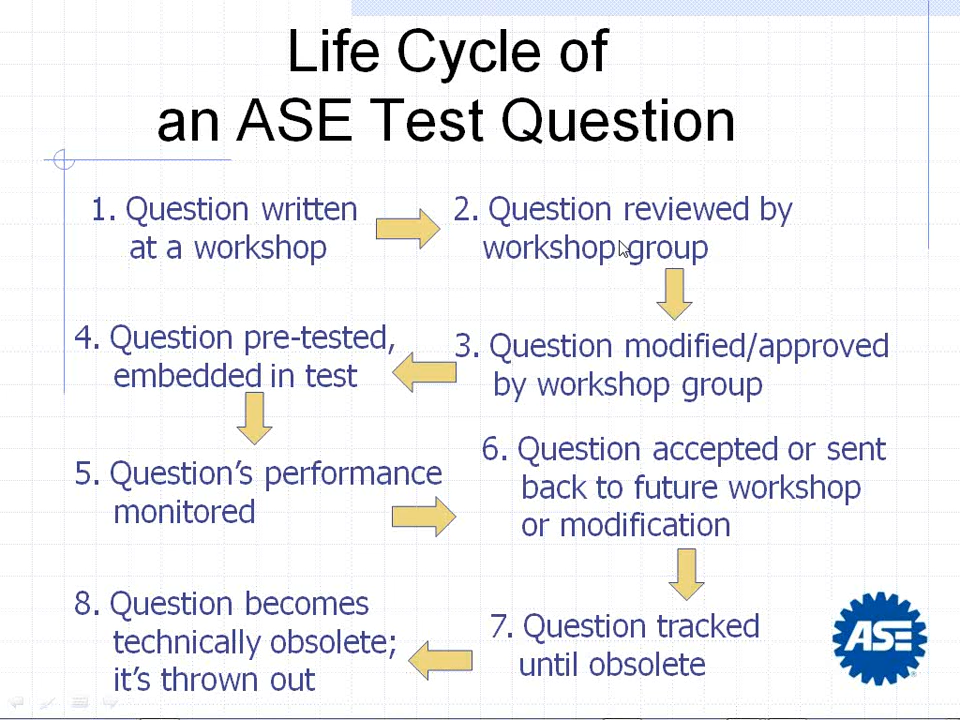 Life Cycle of
an ASE Test Question
1. Question written
at a workshop
2. Question reviewed by
workshop group
3. Question modified/approved
by workshop group
4. Question pre-tested,
embedded in test
5. Question's performance
monitored
6. Question accepted or sent
back to future workshop
or modification
7. Question tracked
until obsolete
8. Question becomes
technically obsolete;
it's thrown out
ASE